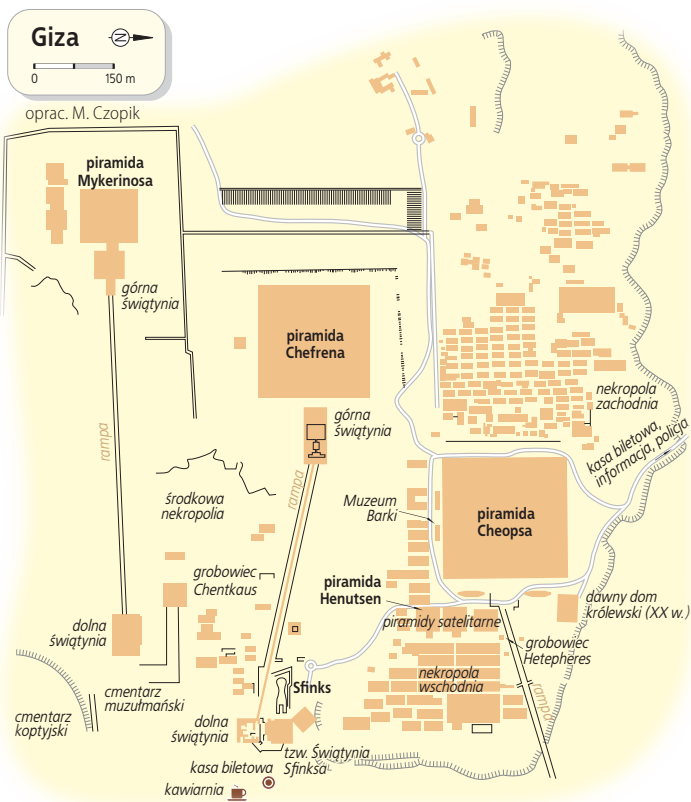 Giza
N
0 150 m
oprac. M. Czopik
piramida
Mykerinosa
górna
świątynia
piramida
Chefrena
górna
świątynia
nekropola
zachodnia
kasa biletowa,
informacja, policja
rampa
rampa
środkowa
nekropolia
Muzeum
Barki
piramida
Cheopsa
grobowiec
Chentkaus
piramida
Henutsen
piramidy satelitarne
dawny dom
królewski (XX w.)
dolna
świątynia
grobowiec
Hetepheres
nekropola
wschodnia
rampa
cmentarz
muzułmański
cmentarz
koptyjski
Sfinks
dolna
świątynia
tzw. Świątynia
Sfinksa
kasa biletowa
kawiarnia